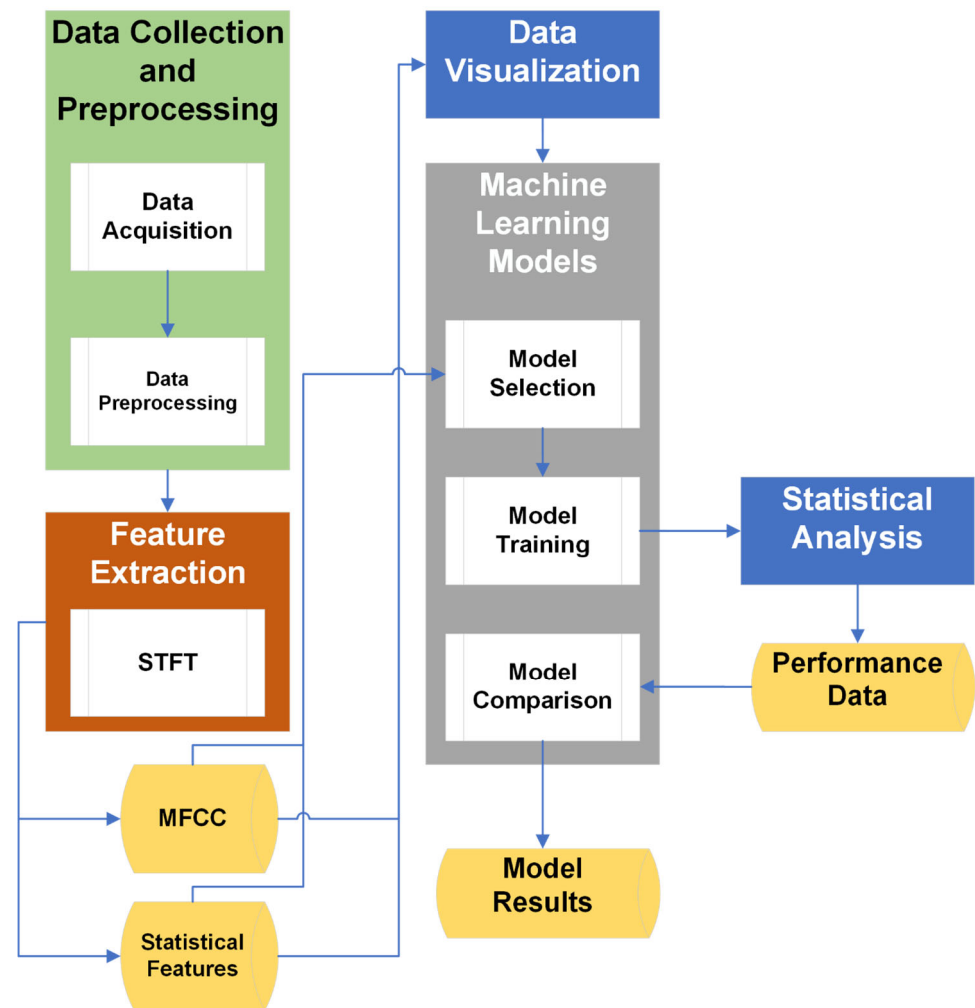 Data Collection
and
Preprocessing
Data
Acquisition
Data
Preprocessing
Feature
Extraction
STFT
MFCC
Statistical
Features
Data
Visualization
Machine
Learning
Models
Model
Selection
Model
Training
Model
Comparison
Model
Results
Statistical
Analysis
Performance
Data